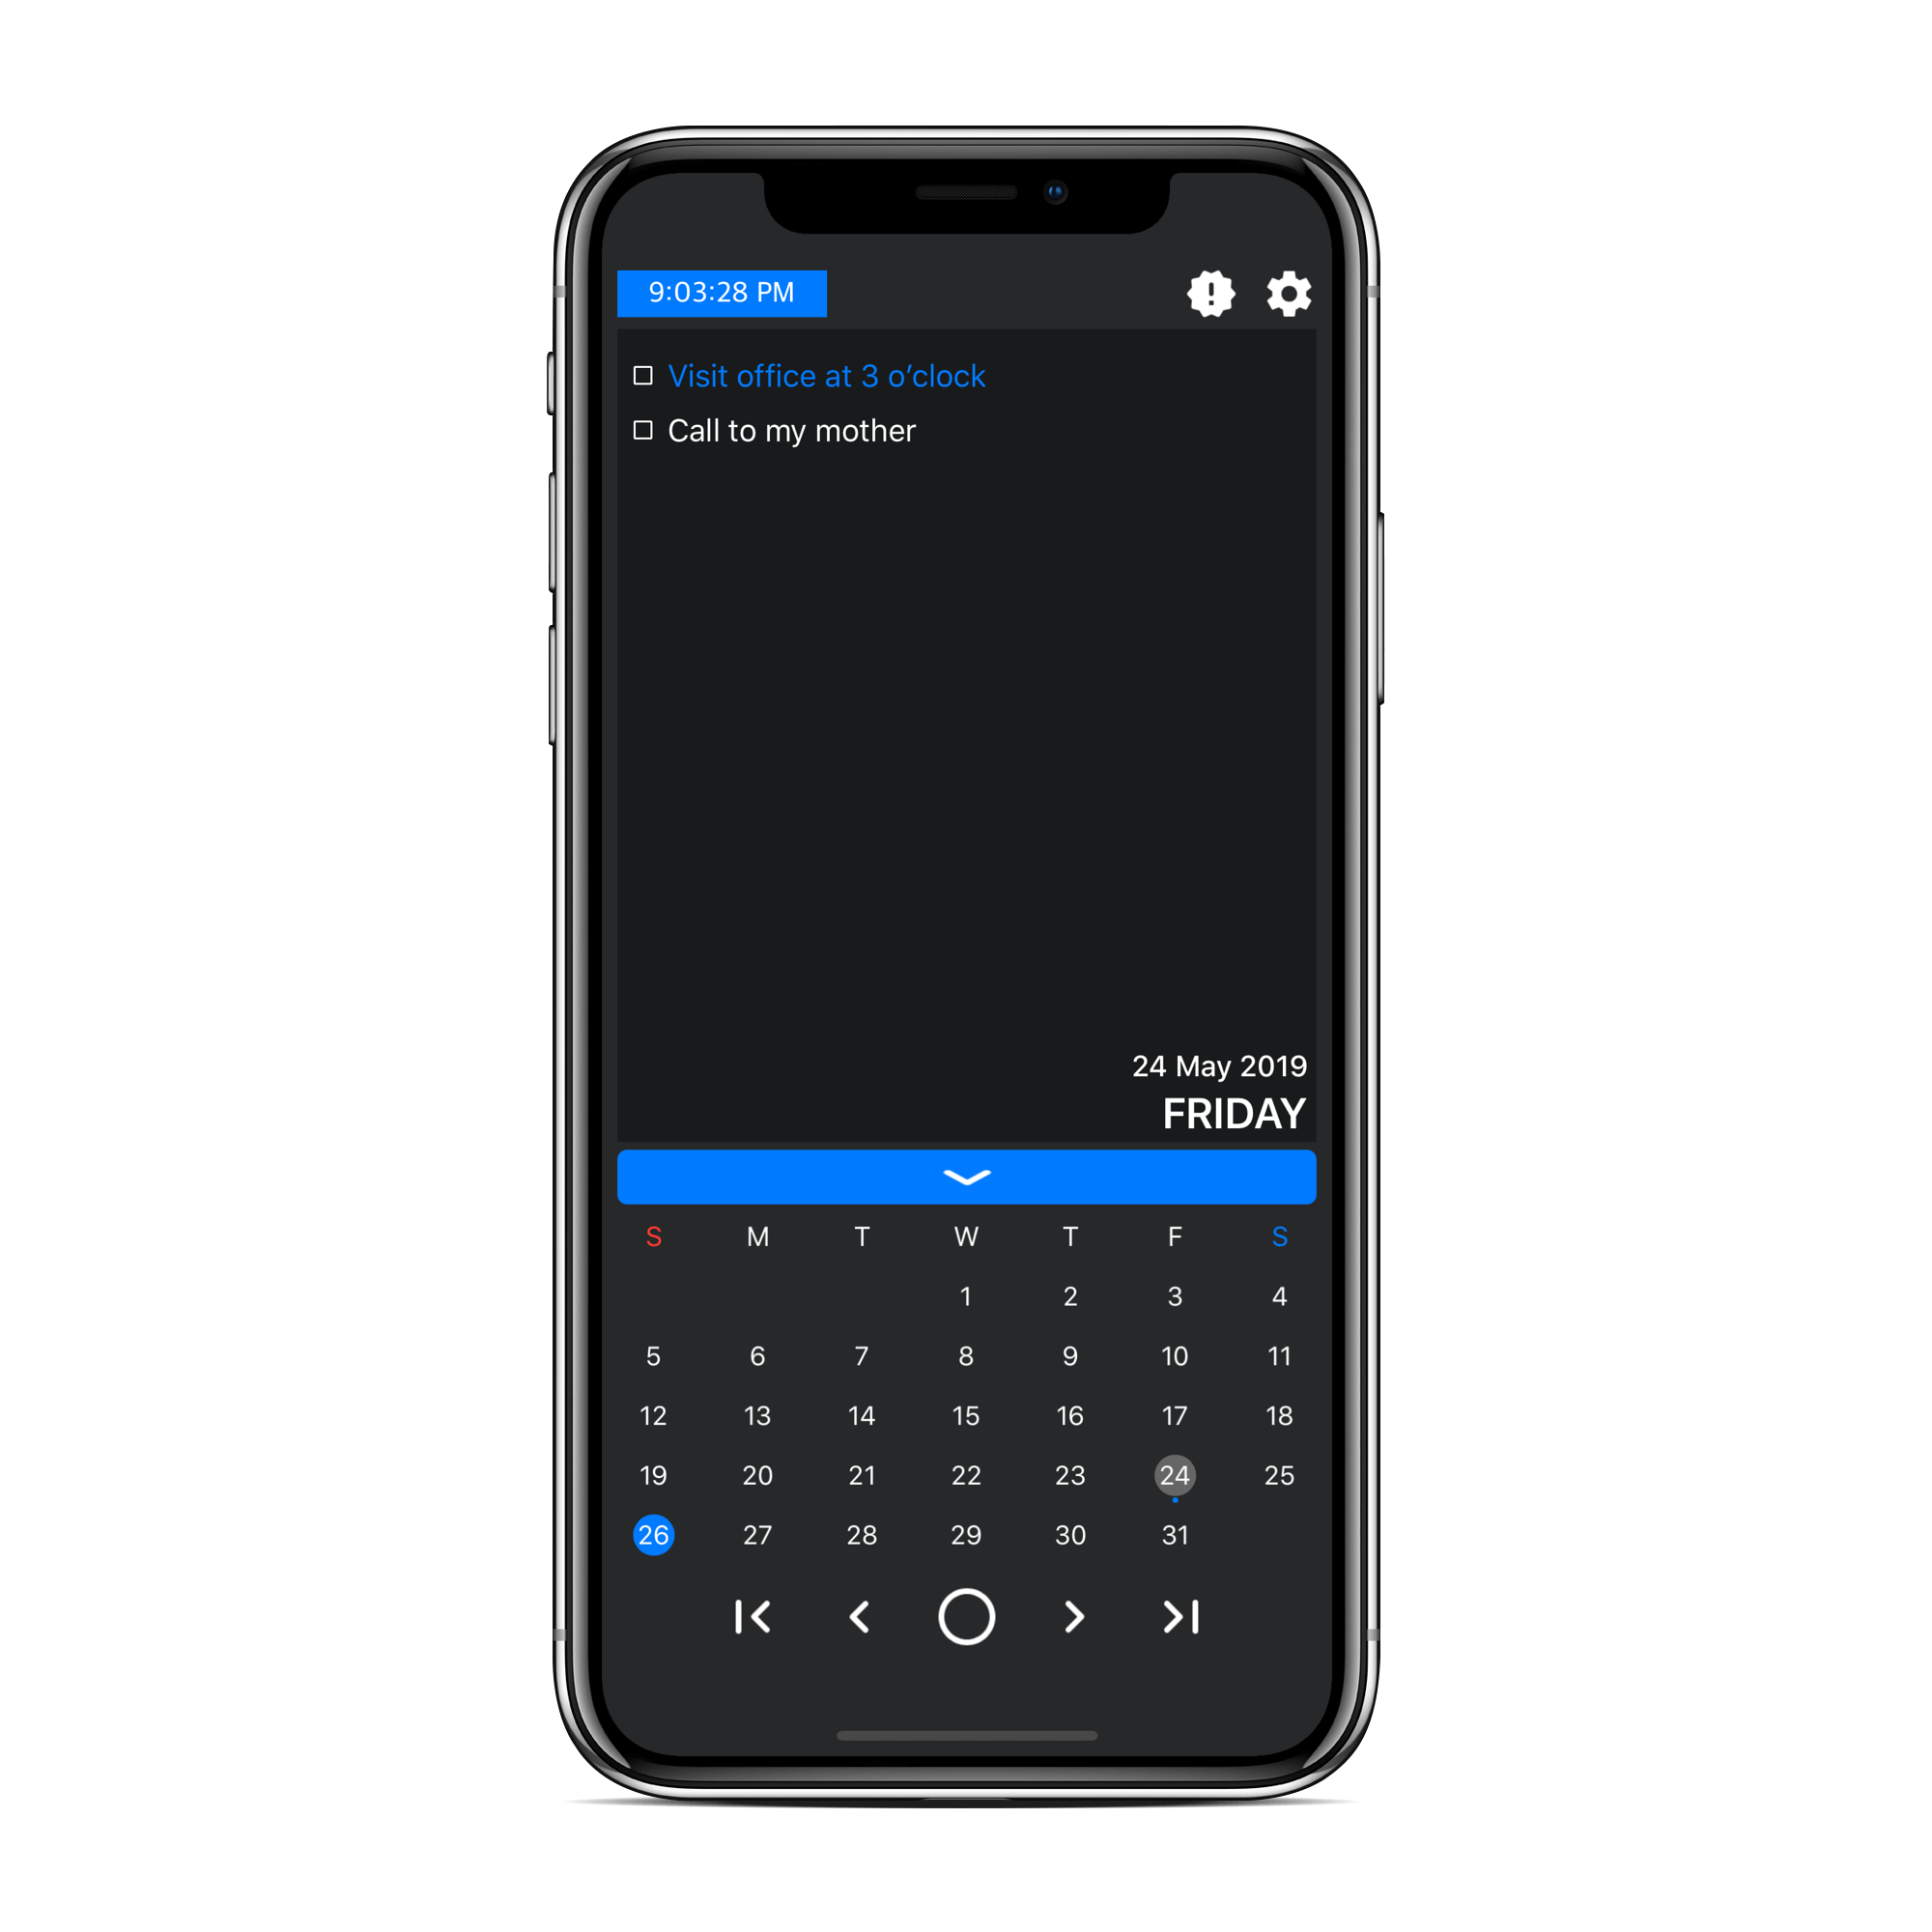 9:03:28 PM
Visit office at 3 o’clock
Call to my mother
24 May 2019
FRIDAY
S M T W T F S
1 2 3 4
5 6 7 8 9 10 11
12 13 14 15 16 17 18
19 20 21 22 23 24 25
26 27 28 29 30 31